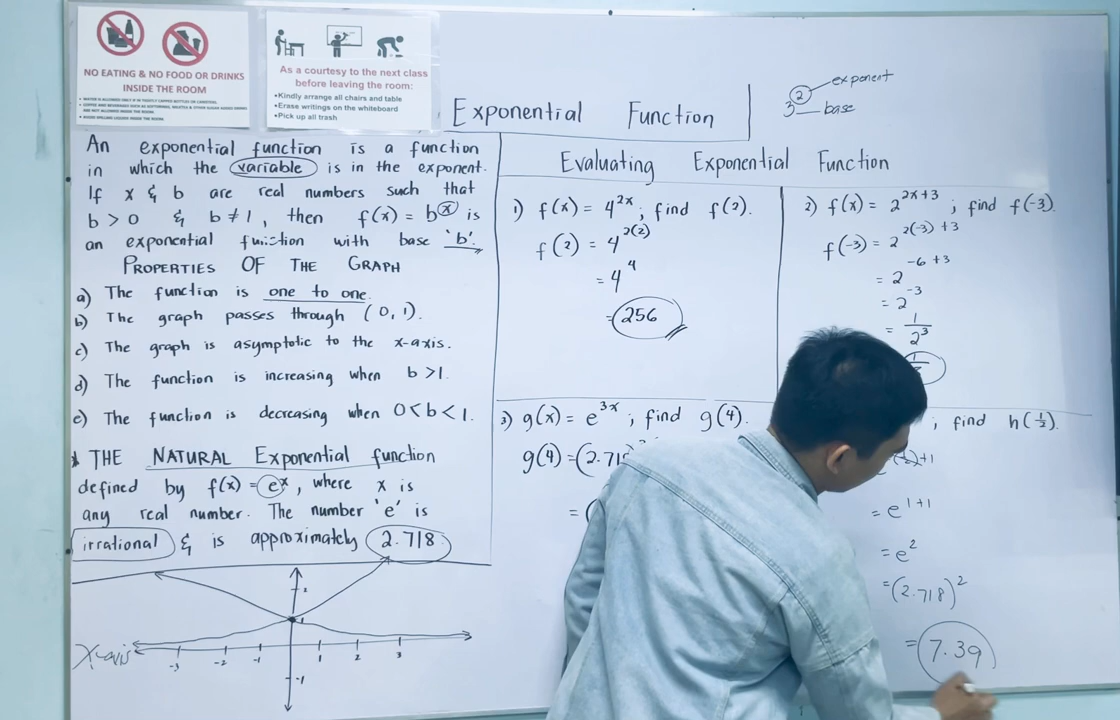 NO EATING & NO FOOD OR DRINKS
INSIDE THE ROOM
As a courtesy to the next class
before leaving the room:
•Kindly arrange all chairs and table
•Erase writings on the whiteboard
•Pick up all trash
Exponential Function
3² exponent
base
An exponential function is a function
in which the variable is in the exponent.
If x & b are real numbers such that
b > 0 & b ≠ 1, then f(x) = bˣ is
an exponential function with base 'b'.
PROPERTIES OF THE GRAPH
a) The function is one to one.
b) The graph passes through (0, 1).
c) The graph is asymptotic to the x-axis.
d) The function is increasing when b > 1.
e) The function is decreasing when 0 < b < 1.
* THE NATURAL Exponential function
defined by f(x) = eˣ, where x is
any real number. The number 'e' is
irrational & is approximately 2.718
2
1
X-axis
-3 -2 -1 1 2 3
-1
Evaluating Exponential Function
1) f(x) = 4^2x ; find f(2).
f(2) = 4^2(2)
= 4^4
= 256
2) f(x) = 2^2x+3 ; find f(-3).
f(-3) = 2^2(-3)+3
= 2^-6+3
= 2^-3
= 1/2³
3) g(x) = e^3x ; find g(4).
g(4) = (2.718
= (
; find h(½).
(½)+1
= e^1+1
= e²
= (2.718)²
= 7.39